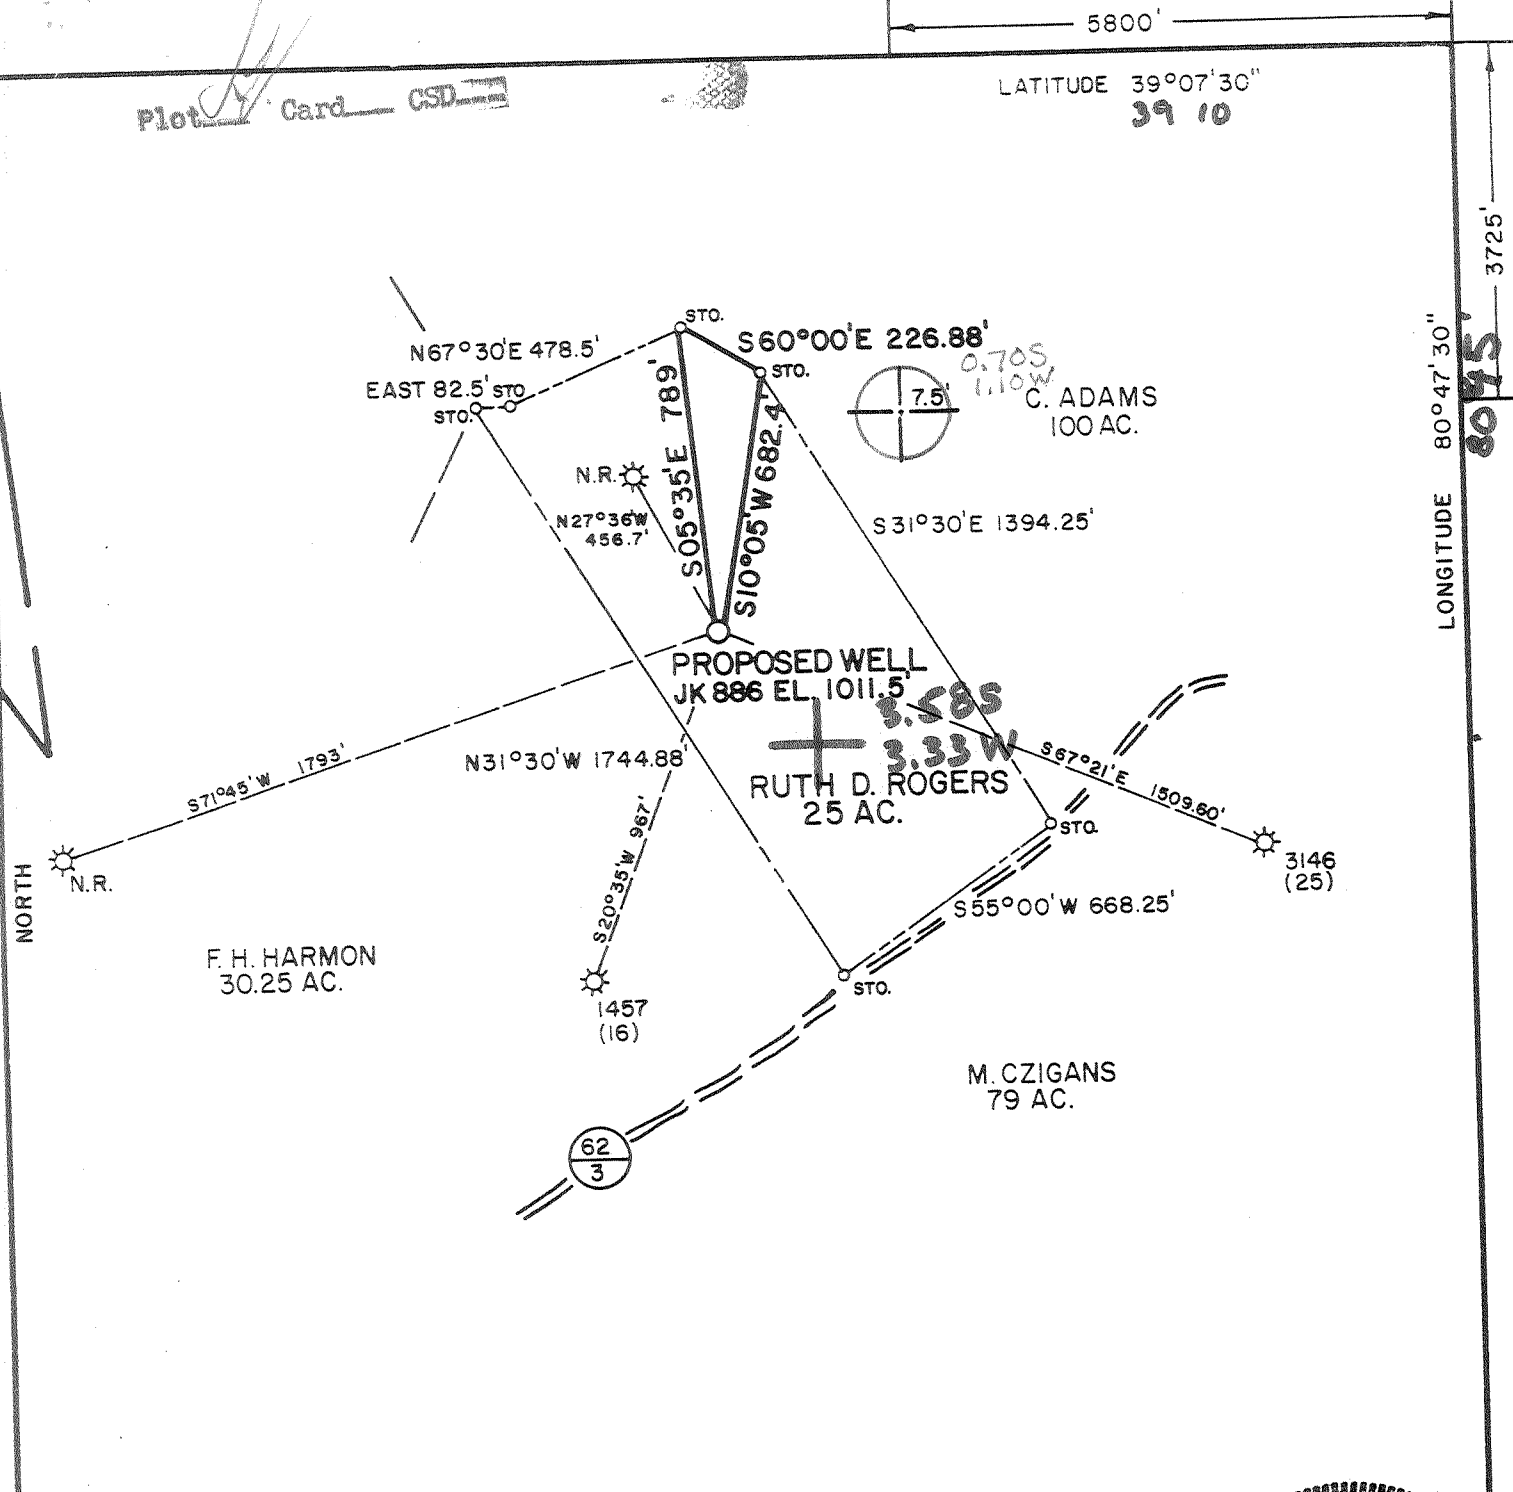 5800'
LATITUDE 39°07'30"
39 10
Plot Card CSD
3725'
STO.
S60°00'E 226.88'
N67°30'E 478.5'
STO.
0.70S
1.10W
EAST 82.5' STO
STO.
7.5'
C. ADAMS
100 AC.
S05°35'E 789'
S10°05'W 682.4'
LONGITUDE 80°47'30"
8045'
N.R.
N27°36'W
456.7'
S31°30'E 1394.25'
PROPOSED WELL
JK 886 EL. 1011.5'
3.58S
3.33W
N31°30'W 1744.88'
S67°21'E 1509.60'
S71°45'W 1793'
RUTH D. ROGERS
25 AC.
S20°35'W 967'
STO.
3146
(25)
N.R.
NORTH
S55°00'W 668.25'
F. H. HARMON
30.25 AC.
STO.
1457
(16)
M. CZIGANS
79 AC.
62
3